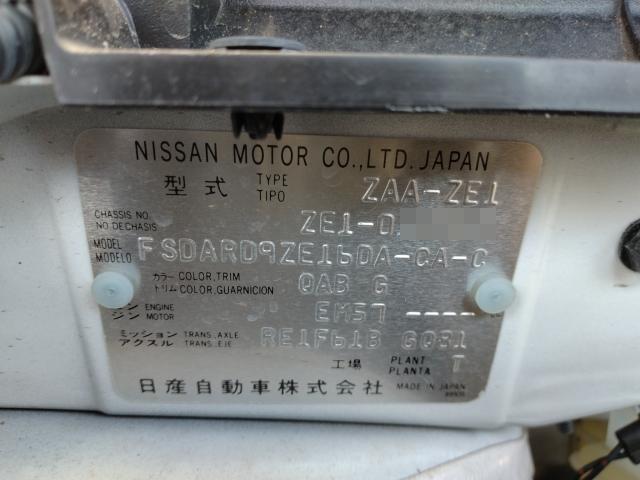 NISSAN MOTOR CO.,LTD. JAPAN
型式 TYPE TIPO ZAA-ZE1
CHASSIS NO. NO DECHASIS ZE1-0
MODEL MODELO FSDARD9ZE16DA-CA-C
カラー COLOR,TRIM
トリム COLOR,GUARNICION QAB G
ン ENGINE
ジン MOTOR EM57 ----
ミッション TRANS.,AXLE
アクスル TRANS.,EJE RE1F61B GQ81
工場 PLANT PLANTA T
日産自動車株式会社 MADE IN JAPAN